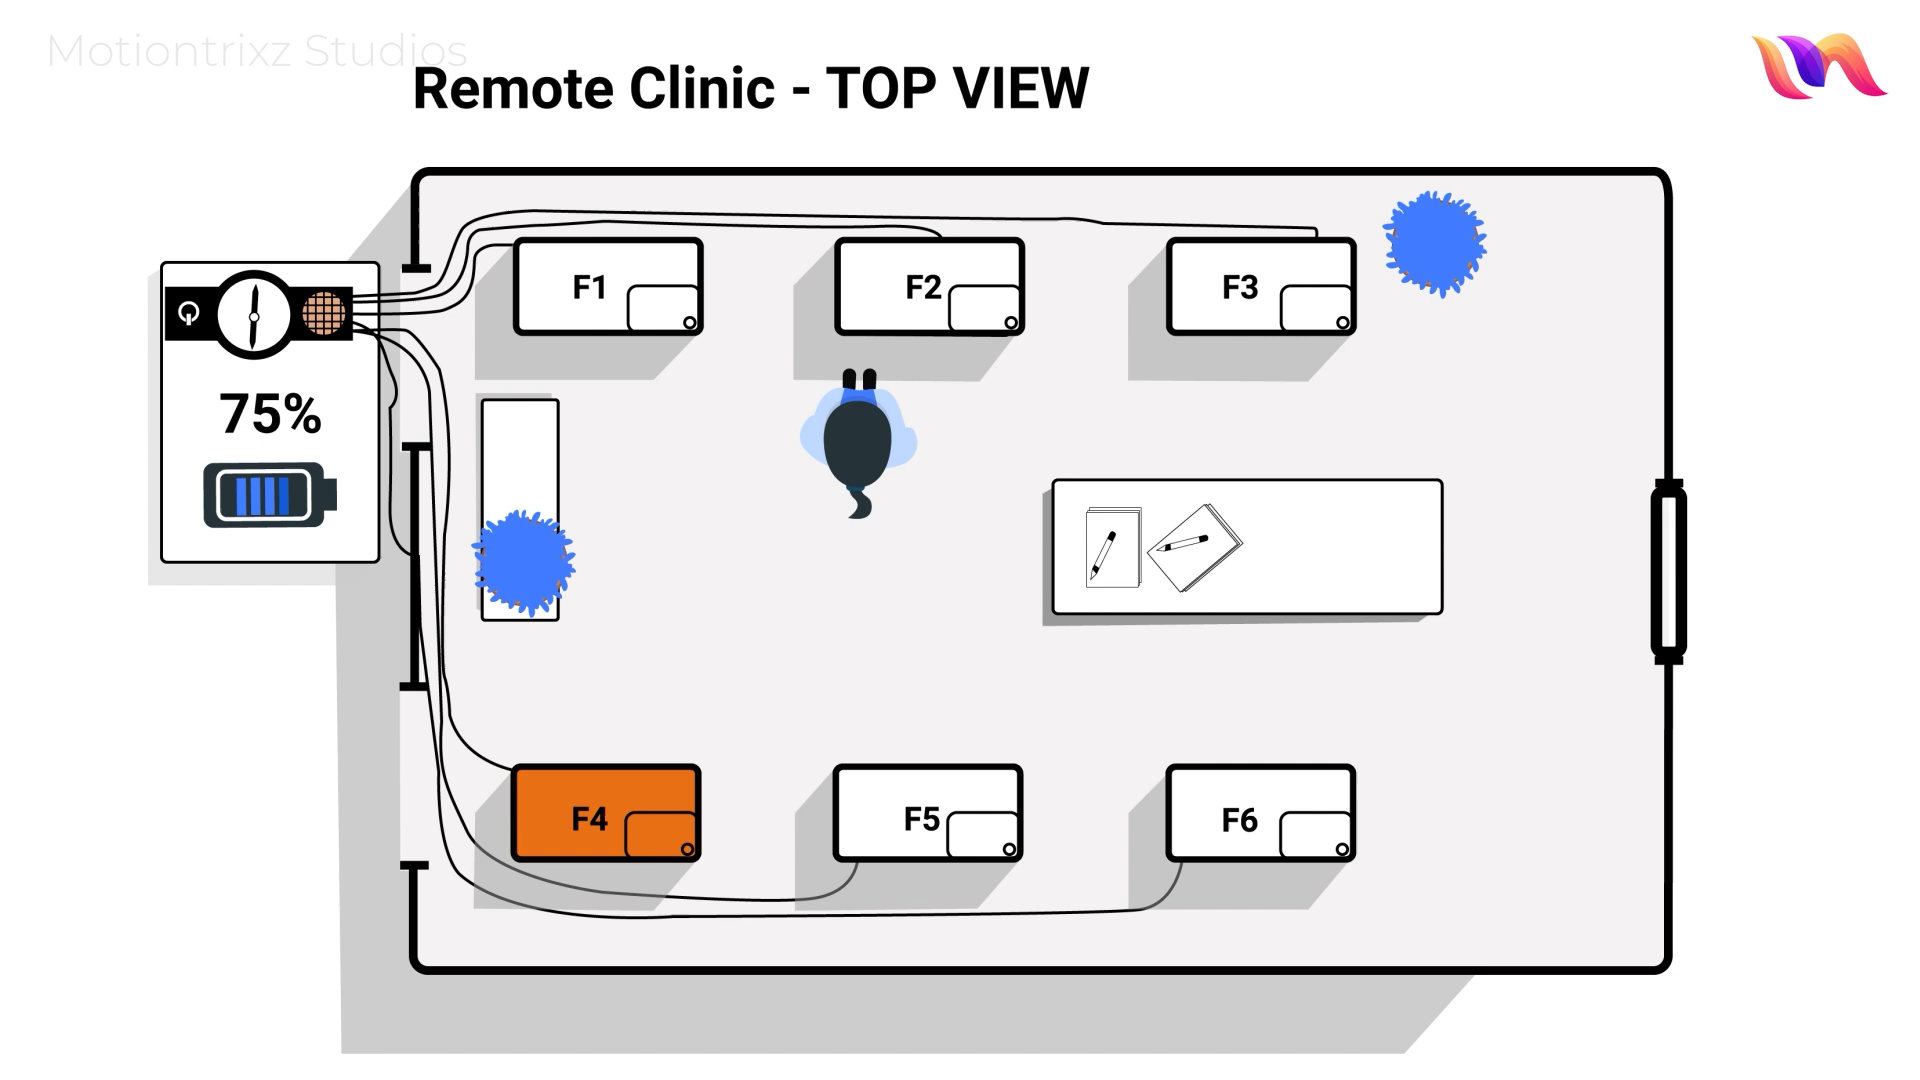 Motiontrixz Studios
Remote Clinic - TOP VIEW
F1
F2
F3
75%
F4
F5
F6